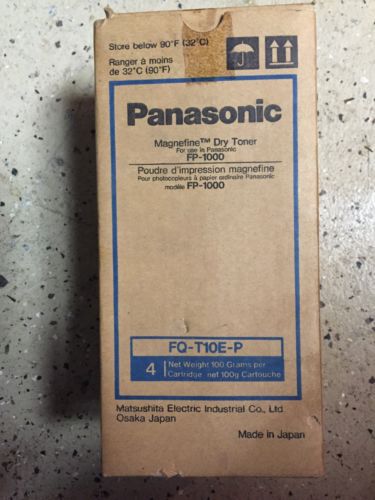 Store below 90°F (32°C)
Ranger à moins
de 32°C (90°F)
Panasonic
Magnefine™ Dry Toner
For use in Panasonic
FP-1000
Poudre d'impression magnefine
Pour photocopieurs à papier ordinaire Panasonic
modèle FP-1000
FQ-T10E-P
4
Net Weight 100 Grams per
Cartridge, net 100g Cartouche
Matsushita Electric Industrial Co., Ltd
Osaka Japan
Made in Japan